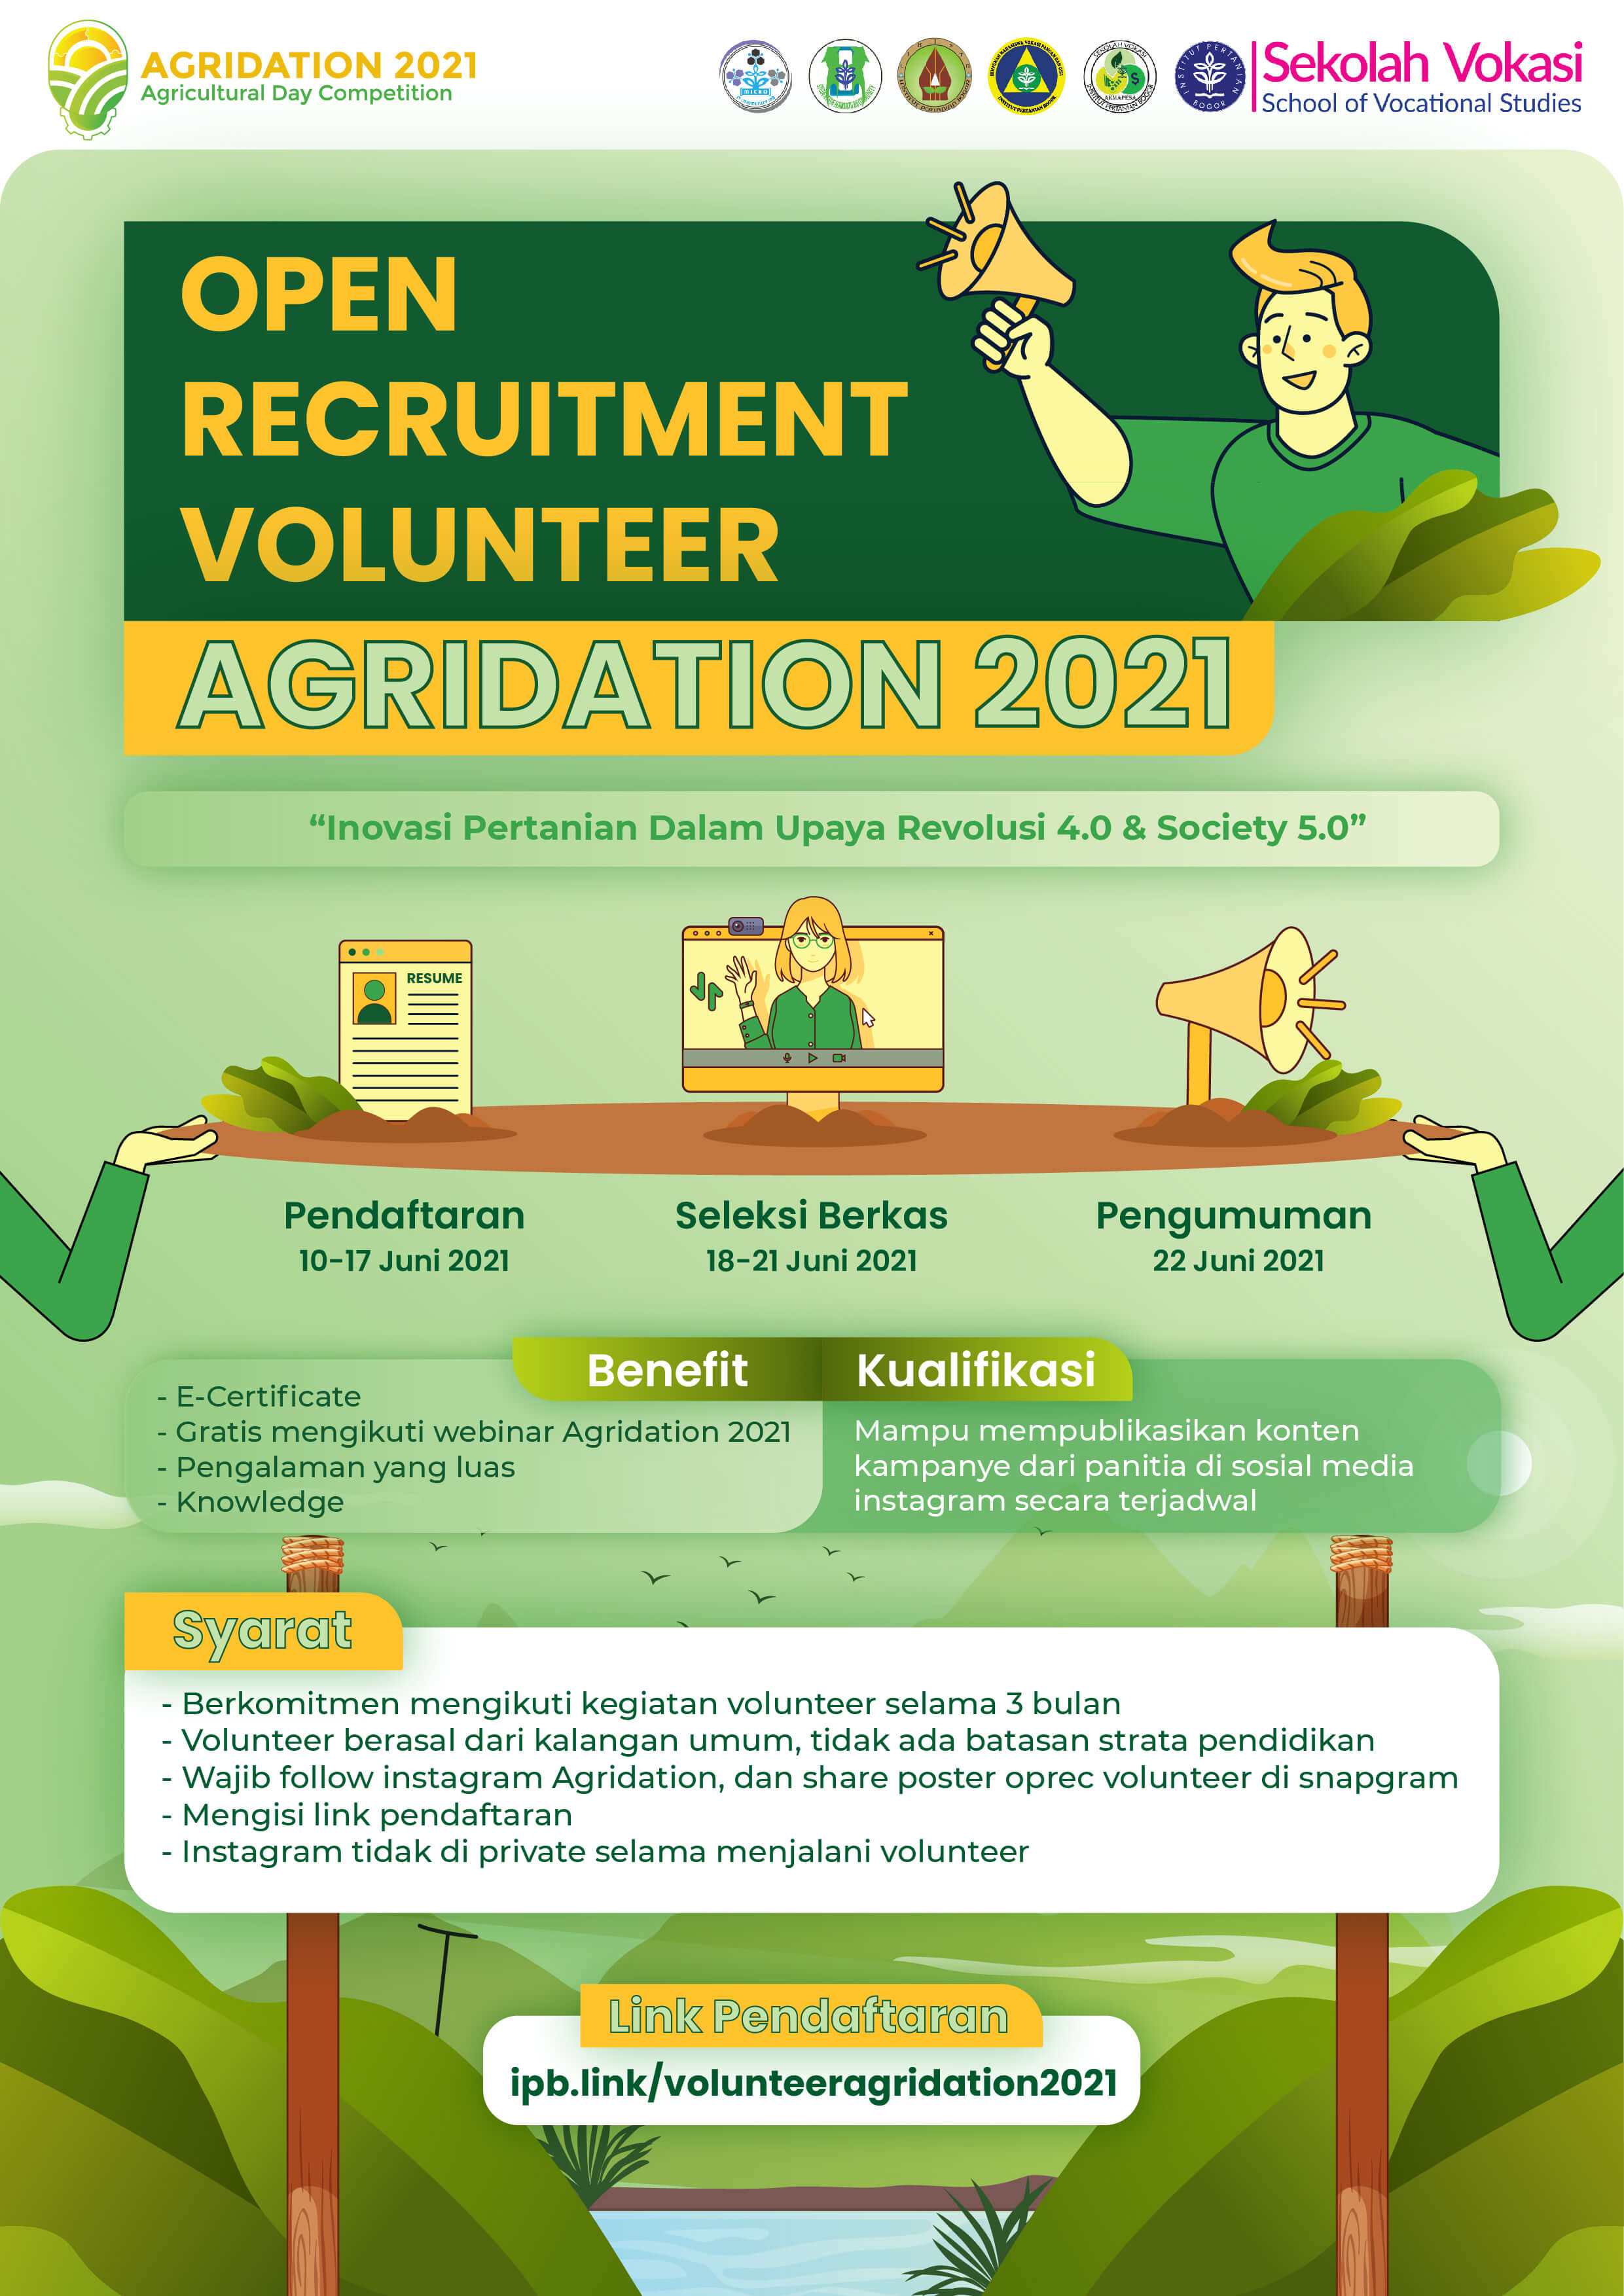 AGRIDATION 2021
Agricultural Day Competition
INSTITUT PERTANIAN
BOGOR
Sekolah Vokasi
School of Vocational Studies
OPEN
RECRUITMENT
VOLUNTEER
AGRIDATION 2021
“Inovasi Pertanian Dalam Upaya Revolusi 4.0 & Society 5.0”
RESUME
Pendaftaran
10-17 Juni 2021
Seleksi Berkas
18-21 Juni 2021
Pengumuman
22 Juni 2021
Benefit
- E-Certificate
- Gratis mengikuti webinar Agridation 2021
- Pengalaman yang luas
- Knowledge
Kualifikasi
Mampu mempublikasikan konten
kampanye dari panitia di sosial media
instagram secara terjadwal
Syarat
- Berkomitmen mengikuti kegiatan volunteer selama 3 bulan
- Volunteer berasal dari kalangan umum, tidak ada batasan strata pendidikan
- Wajib follow instagram Agridation, dan share poster oprec volunteer di snapgram
- Mengisi link pendaftaran
- Instagram tidak di private selama menjalani volunteer
Link Pendaftaran
ipb.link/volunteeragridation2021